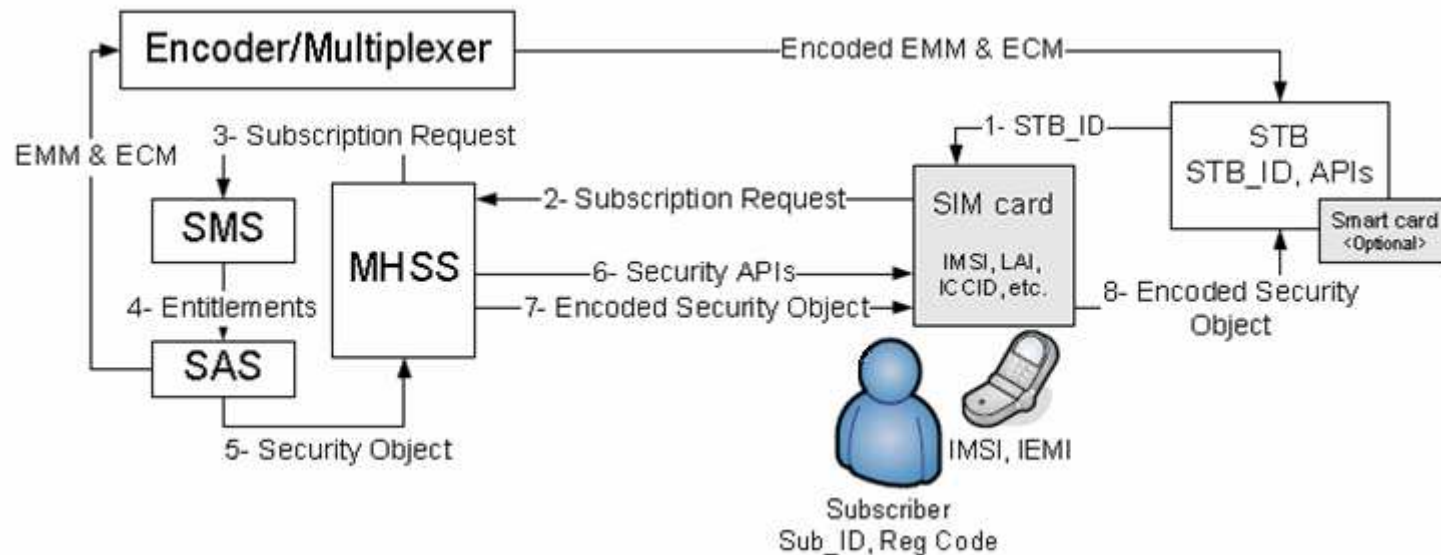 Encoder/Multiplexer
Encoded EMM & ECM
3- Subscription Request
EMM & ECM
1- STB_ID
STB
STB_ID, APIs
Smart card
<Optional>
SMS
2- Subscription Request
SIM card
MHSS
IMSI, LAI,
ICCID, etc.
6- Security APIs
4- Entitlements
7- Encoded Security Object
8- Encoded Security
Object
SAS
5- Security Object
IMSI, IEMI
Subscriber
Sub_ID, Reg Code